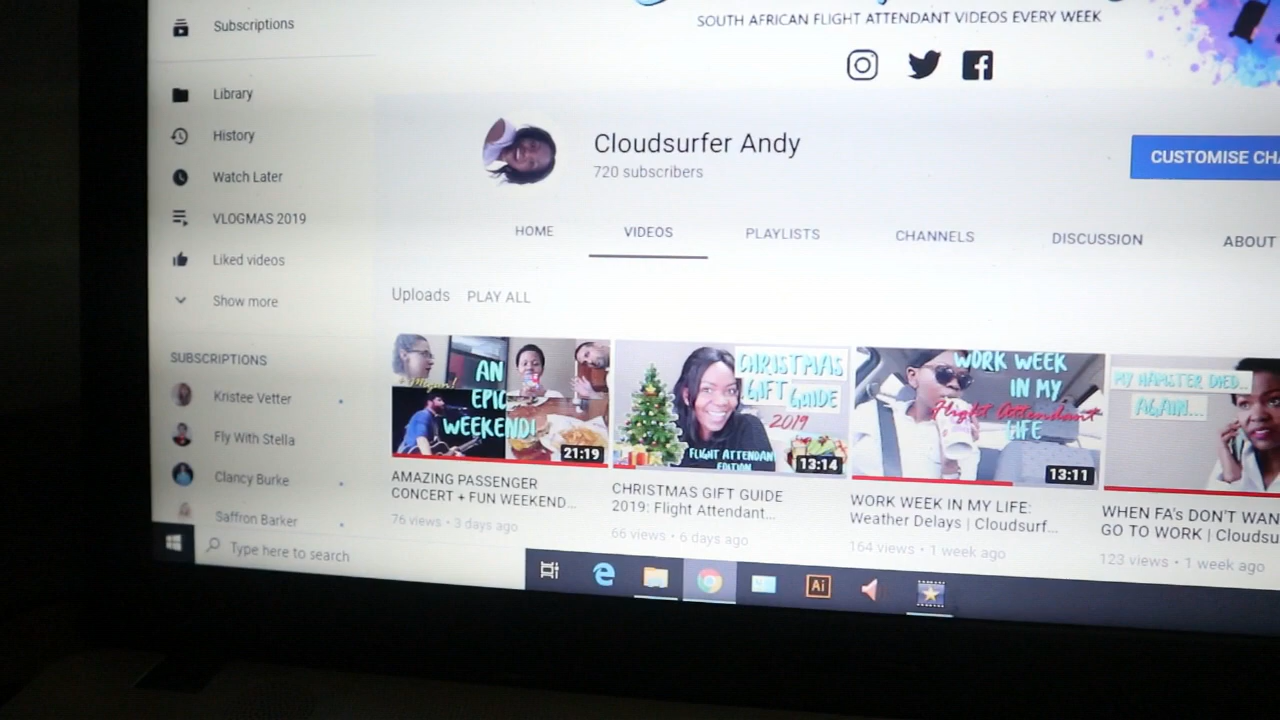 SOUTH AFRICAN FLIGHT ATTENDANT VIDEOS EVERY WEEK
Subscriptions
Library
History
Watch Later
VLOGMAS 2019
Liked videos
Show more
SUBSCRIPTIONS
Kristee Vetter
Fly With Stella
Clancy Burke
Saffron Barker
Cloudsurfer Andy
720 subscribers
CUSTOMISE CHA
HOME VIDEOS PLAYLISTS CHANNELS DISCUSSION ABOUT
Uploads PLAY ALL
AN
EPIC
WEEKEND!
21:19
AMAZING PASSENGER
CONCERT + FUN WEEKEND...
76 views • 3 days ago
CHRISTMAS
GIFT GUIDE
2019
FLIGHT ATTENDAN
EDITION
13:14
CHRISTMAS GIFT GUIDE
2019: Flight Attendant...
66 views • 6 days ago
WORK WEEK
IN MY
Flight Attendant
LIFE
13:11
WORK WEEK IN MY LIFE:
Weather Delays | Cloudsurf...
164 views • 1 week ago
MY HAMSTER DIED...
AGAIN...
WHEN FA's DON'T WAN
GO TO WORK | Cloudsu
123 views • 1 week ago
Type here to search
Ai